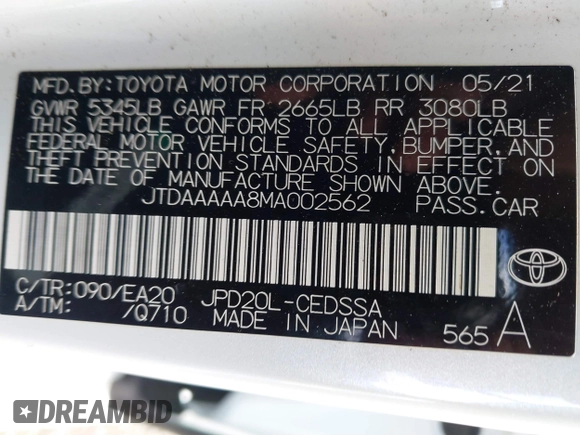 MFD.BY:TOYOTA MOTOR CORPORATION 05/21
GVWR 5345LB GAWR FR 2665LB RR 3080LB
THIS VEHICLE CONFORMS TO ALL APPLICABLE
FEDERAL MOTOR VEHICLE SAFETY,BUMPER,AND
THEFT PREVENTION STANDARDS IN EFFECT ON
THE DATE OF MANUFACTURE SHOWN ABOVE.
JTDAAAAA8MA002562 PASS.CAR
C/TR:090/EA20 JPD20L-CEDSSA
A/TM: /Q710 MADE IN JAPAN 565 A
DREAMBID